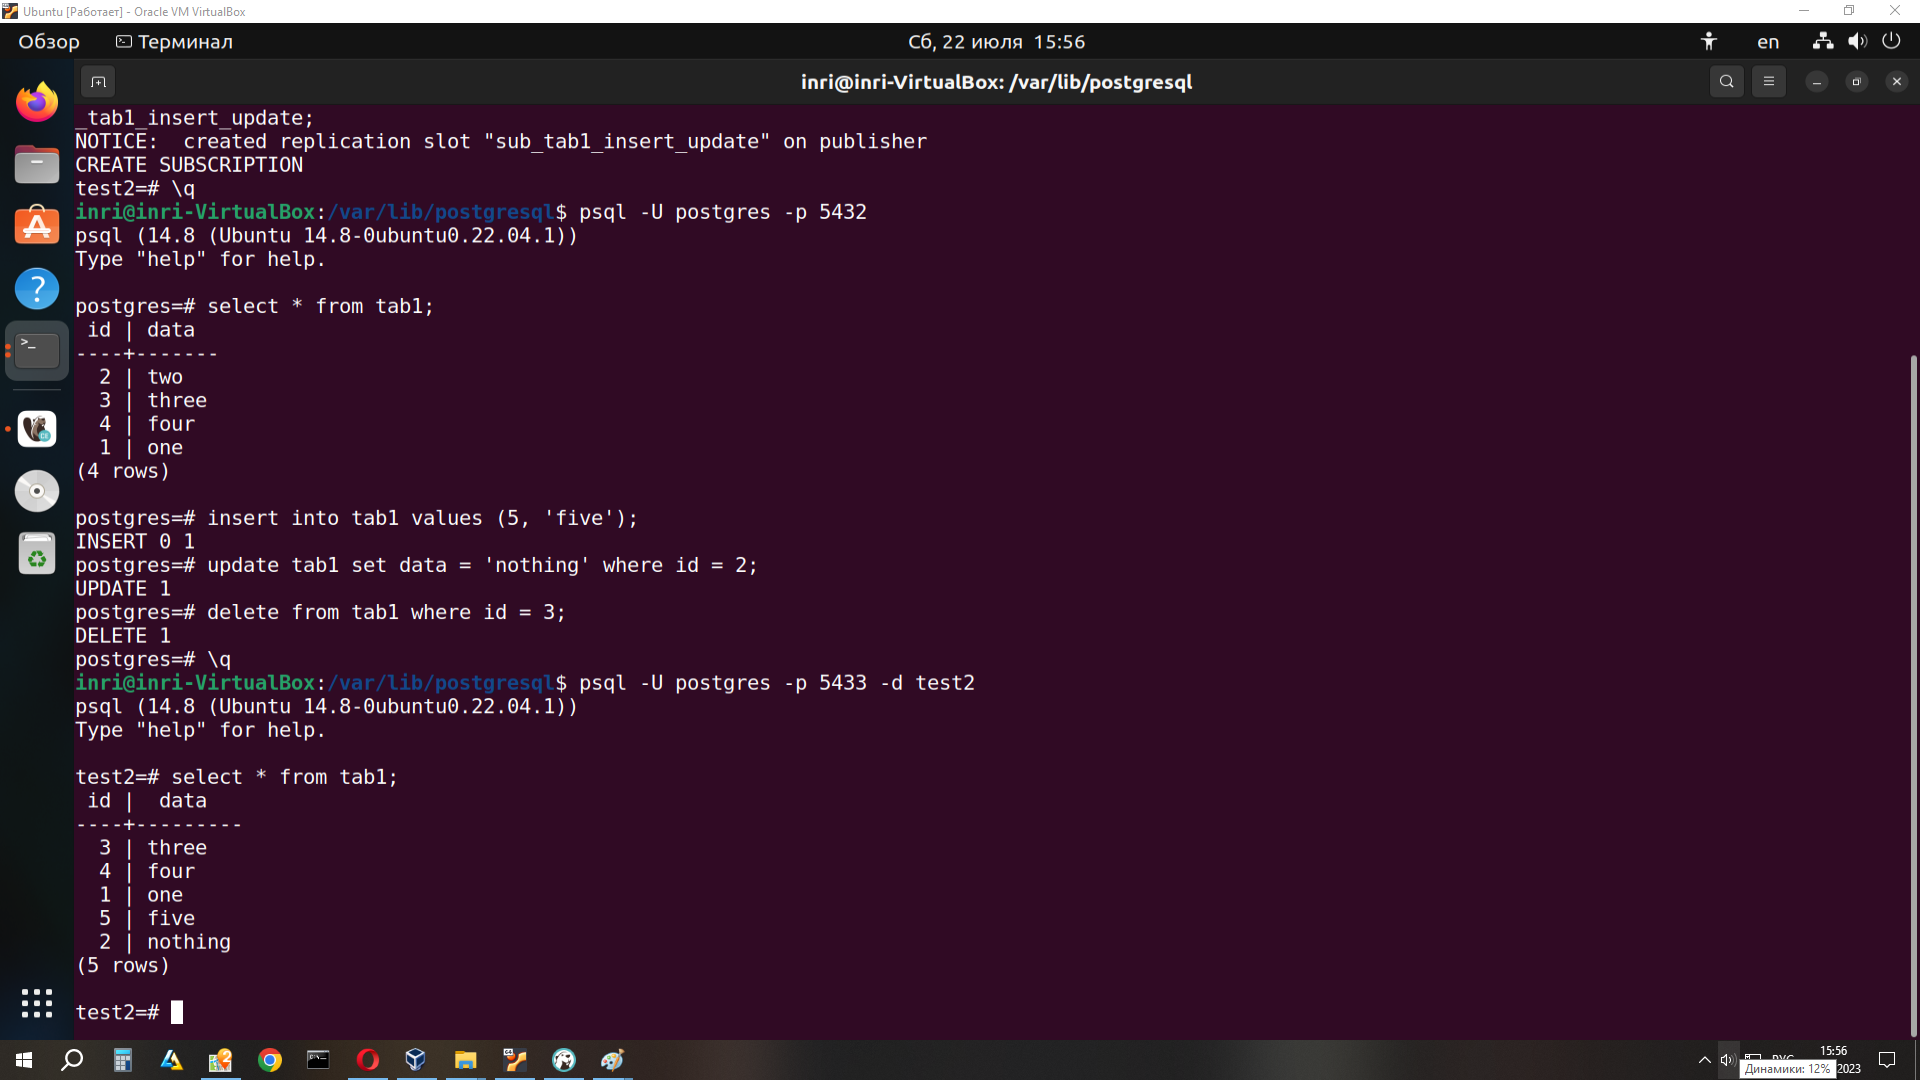 Ubuntu [Работает] - Oracle VM VirtualBox
Обзор Терминал Сб, 22 июля 15:56 en
inri@inri-VirtualBox: /var/lib/postgresql
_tab1_insert_update;
NOTICE:  created replication slot "sub_tab1_insert_update" on publisher
CREATE SUBSCRIPTION
test2=# \q
inri@inri-VirtualBox:/var/lib/postgresql$ psql -U postgres -p 5432
psql (14.8 (Ubuntu 14.8-0ubuntu0.22.04.1))
Type "help" for help.
postgres=# select * from tab1;
 id | data
----+-------
  2 | two
  3 | three
  4 | four
  1 | one
(4 rows)
postgres=# insert into tab1 values (5, 'five');
INSERT 0 1
postgres=# update tab1 set data = 'nothing' where id = 2;
UPDATE 1
postgres=# delete from tab1 where id = 3;
DELETE 1
postgres=# \q
inri@inri-VirtualBox:/var/lib/postgresql$ psql -U postgres -p 5433 -d test2
psql (14.8 (Ubuntu 14.8-0ubuntu0.22.04.1))
Type "help" for help.
test2=# select * from tab1;
 id |  data
----+---------
  3 | three
  4 | four
  1 | one
  5 | five
  2 | nothing
(5 rows)
test2=#
15:56
Динамики: 12% 2023